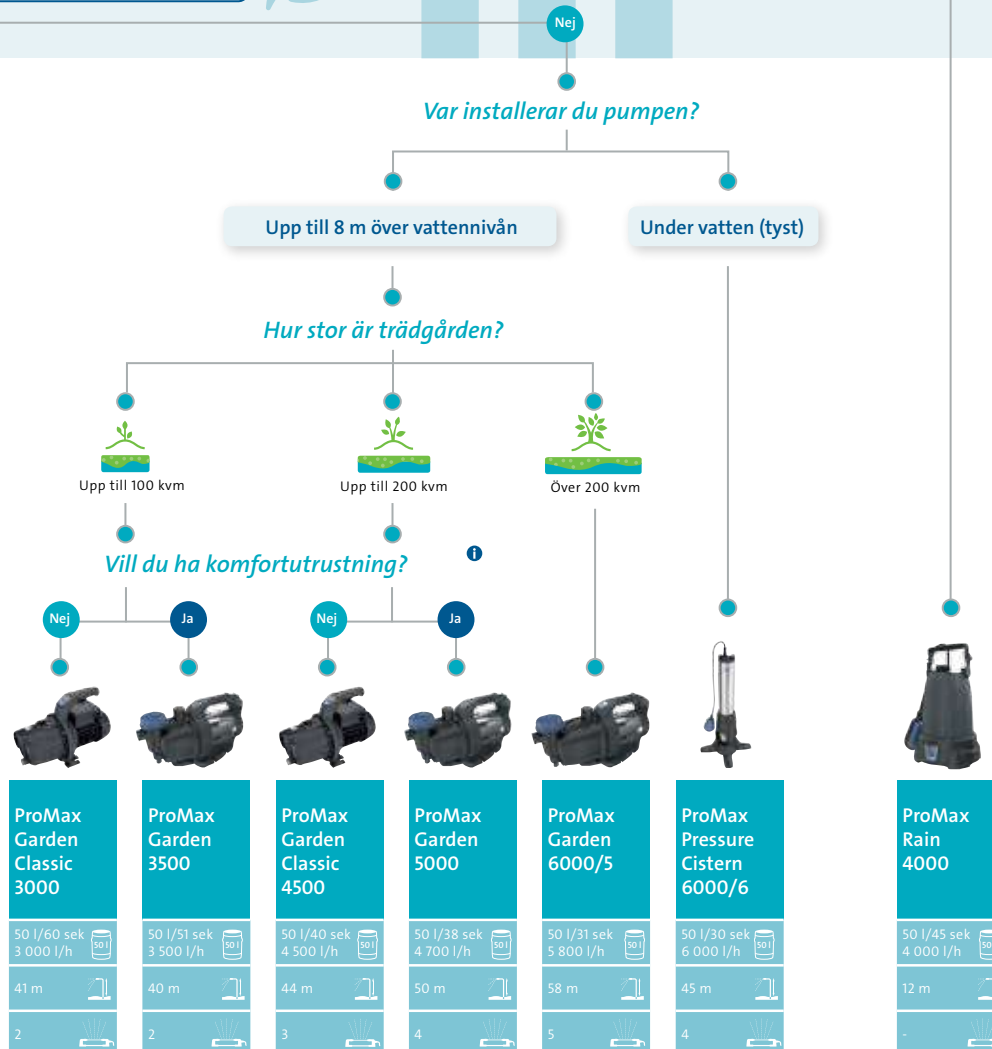 Nej
Var installerar du pumpen?
Upp till 8 m över vattennivån
Under vatten (tyst)
Hur stor är trädgården?
Upp till 100 kvm
Upp till 200 kvm
Över 200 kvm
Vill du ha komfortutrustning?
i
Nej
Ja
Nej
Ja
ProMax
Garden
Classic
3000
50 l/60 sek
3 000 l/h
50 l
41 m
2
ProMax
Garden
3500
50 l/51 sek
3 500 l/h
50 l
40 m
2
ProMax
Garden
Classic
4500
50 l/40 sek
4 500 l/h
50 l
44 m
3
ProMax
Garden
5000
50 l/38 sek
4 700 l/h
50 l
50 m
4
ProMax
Garden
6000/5
50 l/31 sek
5 800 l/h
50 l
58 m
5
ProMax
Pressure
Cistern
6000/6
50 l/30 sek
6 000 l/h
50 l
45 m
4
ProMax
Rain
4000
50 l/45 sek
4 000 l/h
50
12 m
-